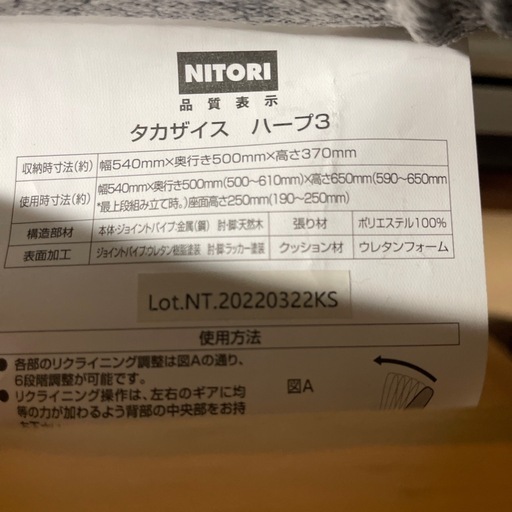 NITORI
品質表示
タカザイス ハープ3
収納時寸法(約) 幅540mm×奥行き500mm×高さ370mm
使用時寸法(約) 幅540mm×奥行き500mm(500〜610mm)×高さ650mm(590〜650mm
*最上段組み立て時。)座面高さ250mm(190〜250mm)
構造部材 本体・ジョイントパイプ:金属(鋼) 肘・脚:天然木 張り材 ポリエステル100%
表面加工 ジョイントパイプ:ウレタン樹脂塗装 肘・脚:ラッカー塗装 クッション材 ウレタンフォーム
Lot.NT.20220322KS
使用方法
● 各部のリクライニング調整は図Aの通り、
6段階調整が可能です。
● リクライニング操作は、左右のギアに均
等の力が加わるよう背部の中央部をお持
図A